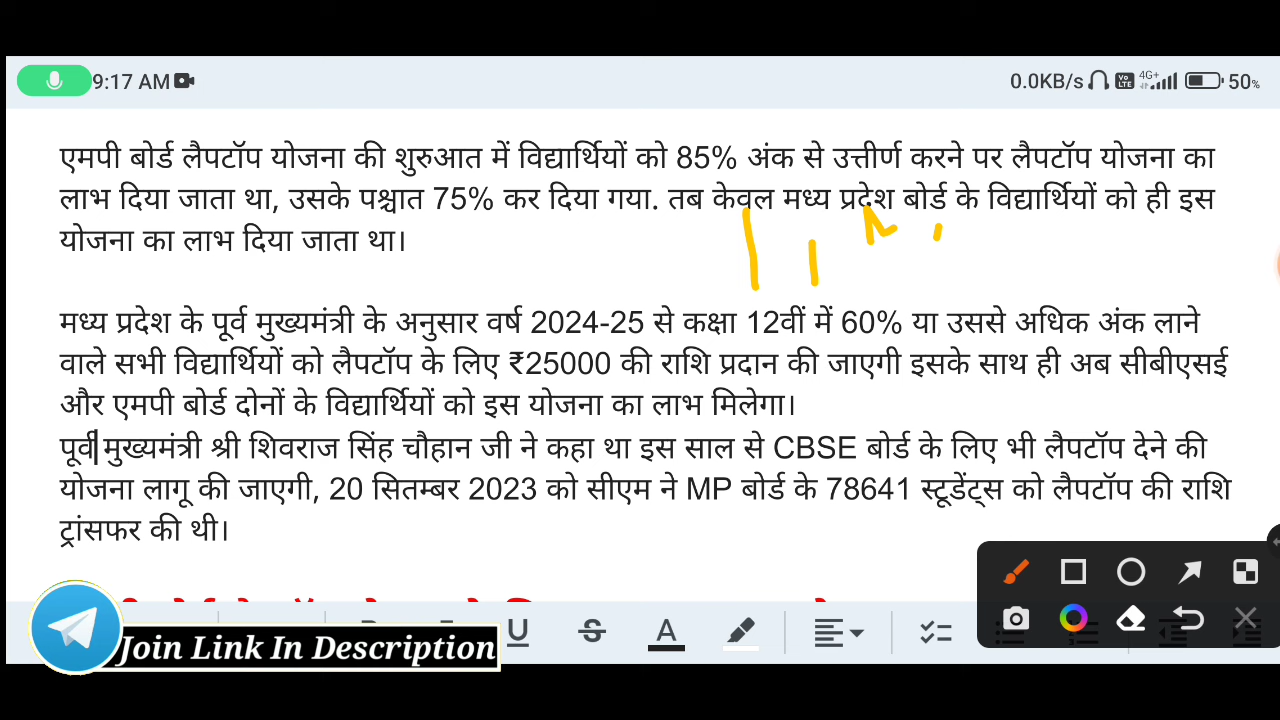 9:17 AM
0.0KB/s Vo LTE 4G+ 50%
एमपी बोर्ड लैपटॉप योजना की शुरुआत में विद्यार्थियों को 85% अंक से उत्तीर्ण करने पर लैपटॉप योजना का
लाभ दिया जाता था, उसके पश्चात 75% कर दिया गया. तब केवल मध्य प्रदेश बोर्ड के विद्यार्थियों को ही इस
योजना का लाभ दिया जाता था।
मध्य प्रदेश के पूर्व मुख्यमंत्री के अनुसार वर्ष 2024-25 से कक्षा 12वीं में 60% या उससे अधिक अंक लाने
वाले सभी विद्यार्थियों को लैपटॉप के लिए ₹25000 की राशि प्रदान की जाएगी इसके साथ ही अब सीबीएसई
और एमपी बोर्ड दोनों के विद्यार्थियों को इस योजना का लाभ मिलेगा।
पूर्व मुख्यमंत्री श्री शिवराज सिंह चौहान जी ने कहा था इस साल से CBSE बोर्ड के लिए भी लैपटॉप देने की
योजना लागू की जाएगी, 20 सितम्बर 2023 को सीएम ने MP बोर्ड के 78641 स्टूडेंट्स को लैपटॉप की राशि
ट्रांसफर की थी।
U S A
Join Link In Description